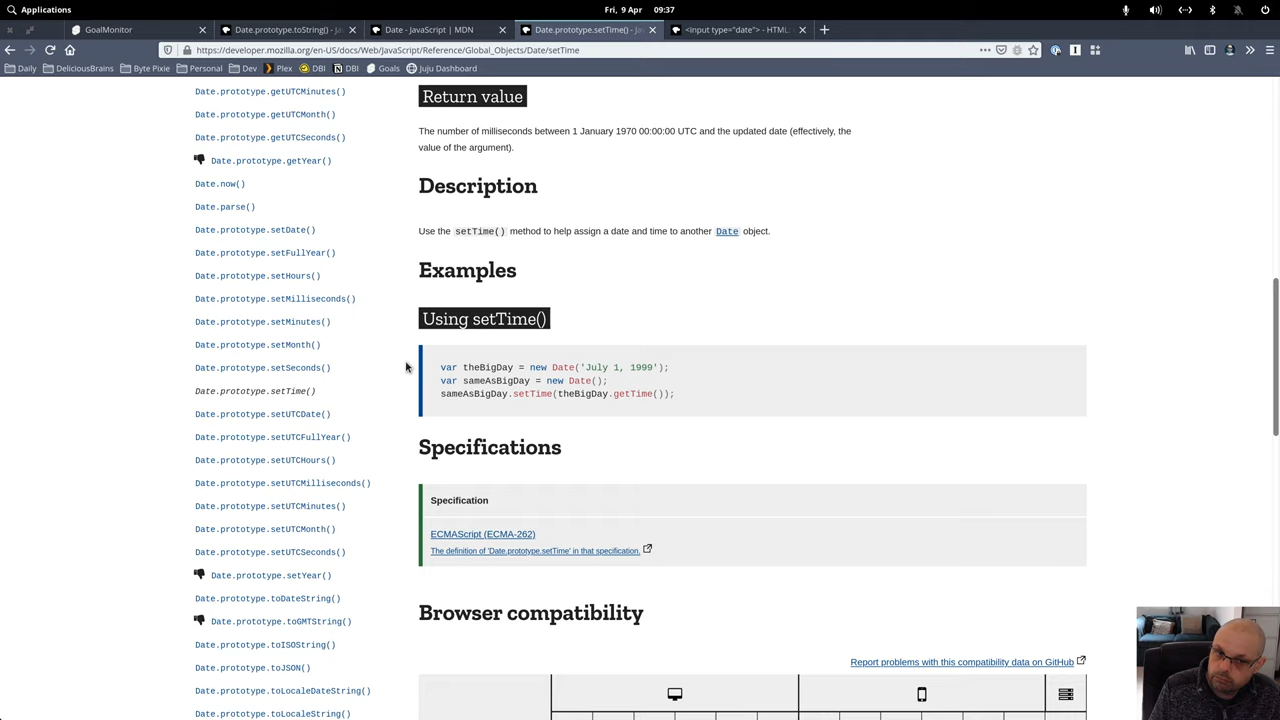 Applications
Fri, 9 Apr 09:37
GoalMonitor
Date.prototype.toString() - Ja
Date - JavaScript | MDN
Date.prototype.setTime() - Ja
<input type="date"> - HTML:
https://developer.mozilla.org/en-US/docs/Web/JavaScript/Reference/Global_Objects/Date/setTime
Daily
DeliciousBrains
Byte Pixie
Personal
Dev
Plex
DBI
DBI
Goals
Juju Dashboard
Date.prototype.getUTCMinutes()
Date.prototype.getUTCMonth()
Date.prototype.getUTCSeconds()
Date.prototype.getYear()
Date.now()
Date.parse()
Date.prototype.setDate()
Date.prototype.setFullYear()
Date.prototype.setHours()
Date.prototype.setMilliseconds()
Date.prototype.setMinutes()
Date.prototype.setMonth()
Date.prototype.setSeconds()
Date.prototype.setTime()
Date.prototype.setUTCDate()
Date.prototype.setUTCFullYear()
Date.prototype.setUTCHours()
Date.prototype.setUTCMilliseconds()
Date.prototype.setUTCMinutes()
Date.prototype.setUTCMonth()
Date.prototype.setUTCSeconds()
Date.prototype.setYear()
Date.prototype.toDateString()
Date.prototype.toGMTString()
Date.prototype.toISOString()
Date.prototype.toJSON()
Date.prototype.toLocaleDateString()
Date.prototype.toLocaleString()
Return value
The number of milliseconds between 1 January 1970 00:00:00 UTC and the updated date (effectively, the
value of the argument).
Description
Use the setTime() method to help assign a date and time to another Date object.
Examples
Using setTime()
var theBigDay = new Date('July 1, 1999');
var sameAsBigDay = new Date();
sameAsBigDay.setTime(theBigDay.getTime());
Specifications
Specification
ECMAScript (ECMA-262)
The definition of 'Date.prototype.setTime' in that specification.
Browser compatibility
Report problems with this compatibility data on GitHub